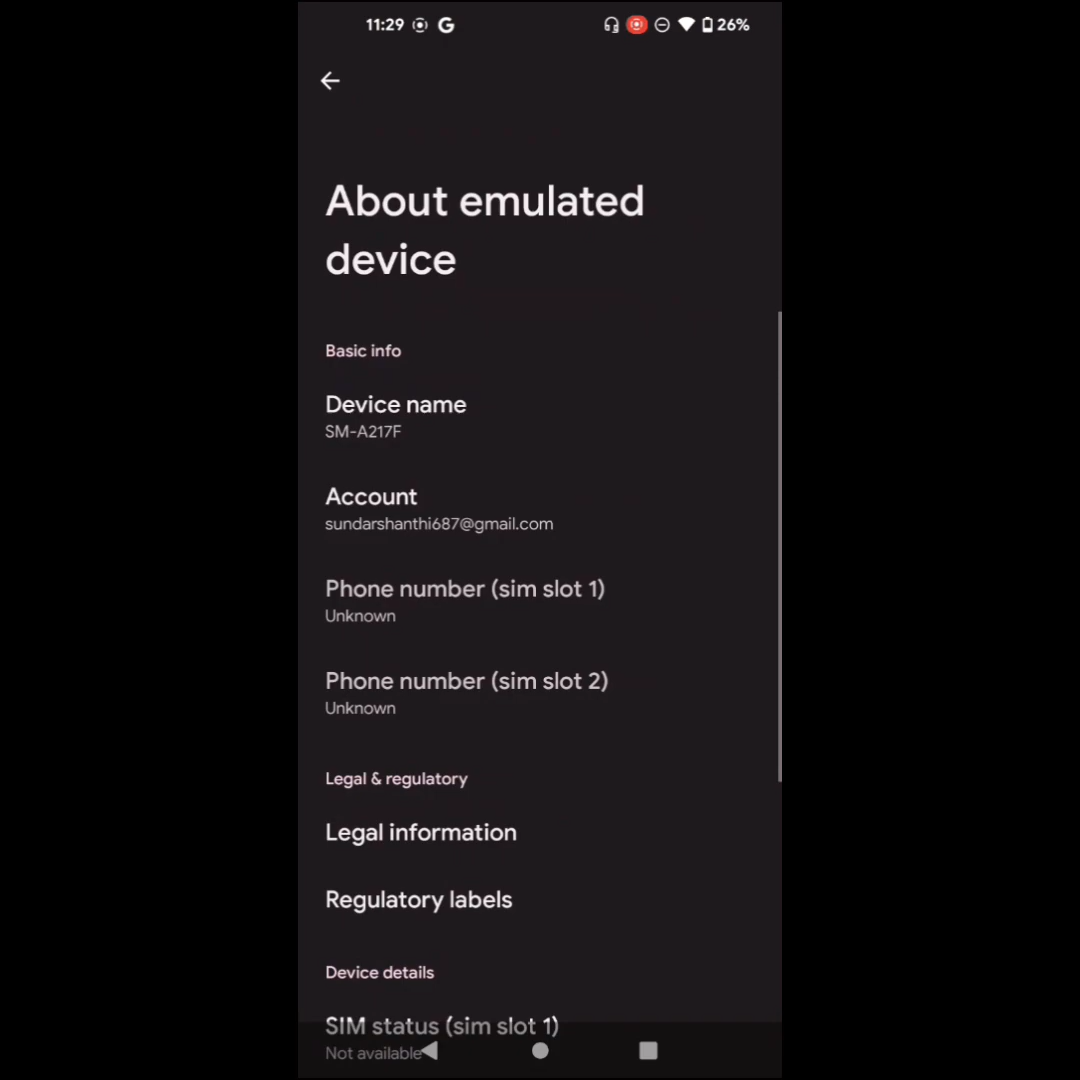 11:29 G 26%
About emulated
device
Basic info
Device name
SM-A217F
Account
sundarshanthi687@gmail.com
Phone number (sim slot 1)
Unknown
Phone number (sim slot 2)
Unknown
Legal & regulatory
Legal information
Regulatory labels
Device details
SIM status (sim slot 1)
Not available